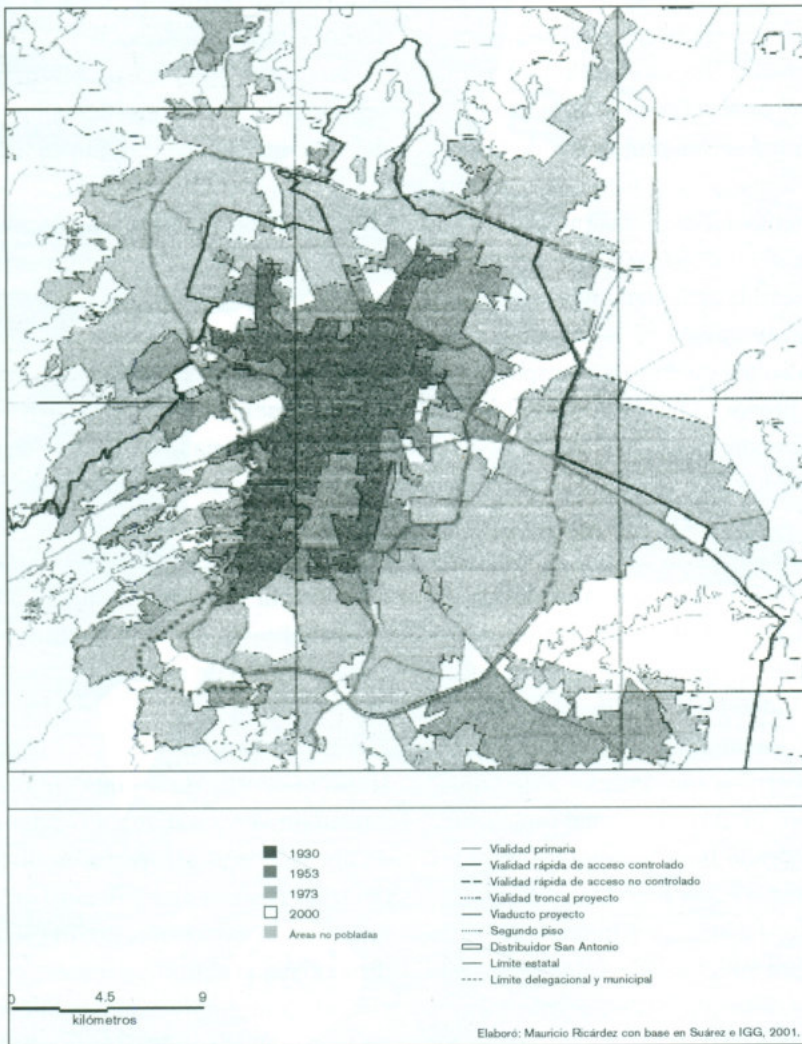 1930
1953
1973
2000
Áreas no pobladas
Vialidad primaria
Vialidad rápida de acceso controlado
Vialidad rápida de acceso no controlado
Vialidad troncal proyecto
Viaducto proyecto
Segundo piso
Distribuidor San Antonio
Límite estatal
Límite delegacional y municipal
0 4.5 9
kilómetros
Elaboró: Mauricio Ricárdez con base en Suárez e IGG, 2001.